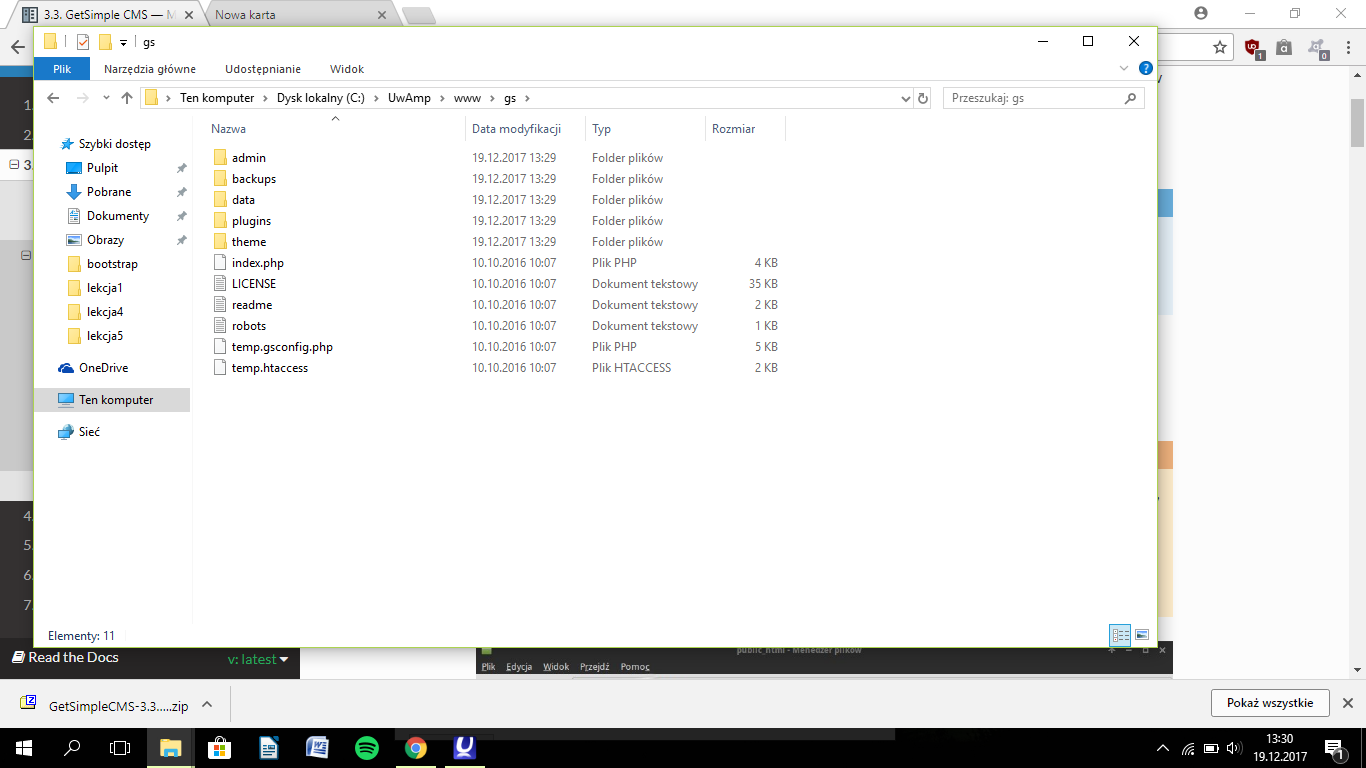 3.3. GetSimple CMS — M
Nowa karta
gs
Plik Narzędzia główne Udostępnianie Widok
Ten komputer Dysk lokalny (C:) UwAmp www gs
Przeszukaj: gs
Nazwa Data modyfikacji Typ Rozmiar
Szybki dostęp
Pulpit
Pobrane
Dokumenty
Obrazy
bootstrap
lekcja1
lekcja4
lekcja5
OneDrive
Ten komputer
Sieć
admin 19.12.2017 13:29 Folder plików
backups 19.12.2017 13:29 Folder plików
data 19.12.2017 13:29 Folder plików
plugins 19.12.2017 13:29 Folder plików
theme 19.12.2017 13:29 Folder plików
index.php 10.10.2016 10:07 Plik PHP 4 KB
LICENSE 10.10.2016 10:07 Dokument tekstowy 35 KB
readme 10.10.2016 10:07 Dokument tekstowy 2 KB
robots 10.10.2016 10:07 Dokument tekstowy 1 KB
temp.gsconfig.php 10.10.2016 10:07 Plik PHP 5 KB
temp.htaccess 10.10.2016 10:07 Plik HTACCESS 2 KB
Elementy: 11
1.
2.
3.
4.
5.
6.
7.
Read the Docs v: latest
public_html - Menedżer plików
Plik Edycja Widok Przejdź Pomoc
GetSimpleCMS-3.3.....zip
Pokaż wszystkie
13:30
19.12.2017
1